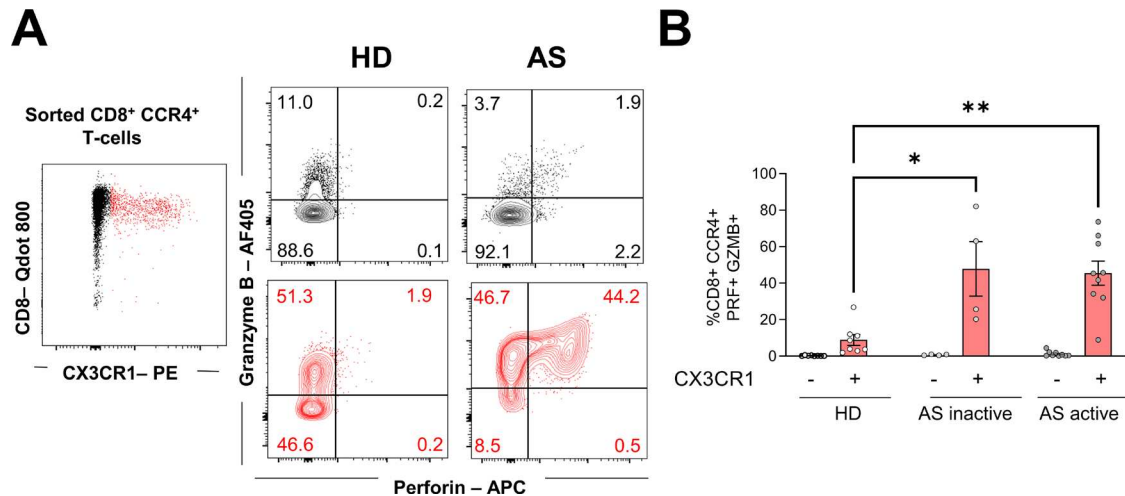 A
HD
AS
Sorted CD8⁺ CCR4⁺
T-cells
CD8– Qdot 800
CX3CR1– PE
Granzyme B – AF405
11.0
0.2
88.6
0.1
3.7
1.9
92.1
2.2
51.3
1.9
46.6
0.2
46.7
44.2
8.5
0.5
Perforin – APC
B
**
*
%CD8+ CCR4+
PRF+ GZMB+
100
80
60
40
20
0
CX3CR1
- + - + - +
HD AS inactive AS active